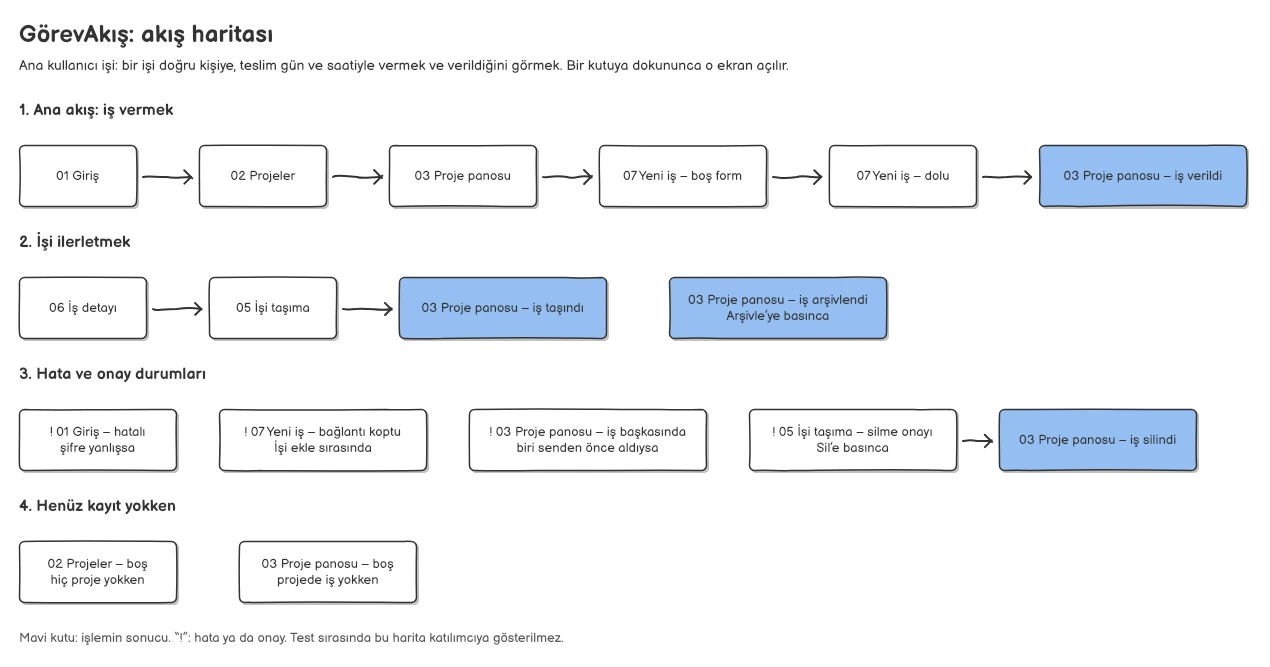 GörevAkış: akış haritası
Ana kullanıcı işi: bir işi doğru kişiye, teslim gün ve saatiyle vermek ve verildiğini görmek. Bir kutuya dokununca o ekran açılır.
1. Ana akış: iş vermek
01 Giriş
02 Projeler
03 Proje panosu
07 Yeni iş – boş form
07 Yeni iş – dolu
03 Proje panosu – iş verildi
2. İşi ilerletmek
06 İş detayı
05 İşi taşıma
03 Proje panosu – iş taşındı
03 Proje panosu – iş arşivlendi
Arşivle’ye basınca
3. Hata ve onay durumları
! 01 Giriş – hatalı
şifre yanlışsa
! 07 Yeni iş – bağlantı koptu
İşi ekle sırasında
! 03 Proje panosu – iş başkasında
biri senden önce aldıysa
! 05 İşi taşıma – silme onayı
Sil’e basınca
03 Proje panosu – iş silindi
4. Henüz kayıt yokken
02 Projeler – boş
hiç proje yokken
03 Proje panosu – boş
projede iş yokken
Mavi kutu: işlemin sonucu. “!”: hata ya da onay. Test sırasında bu harita katılımcıya gösterilmez.